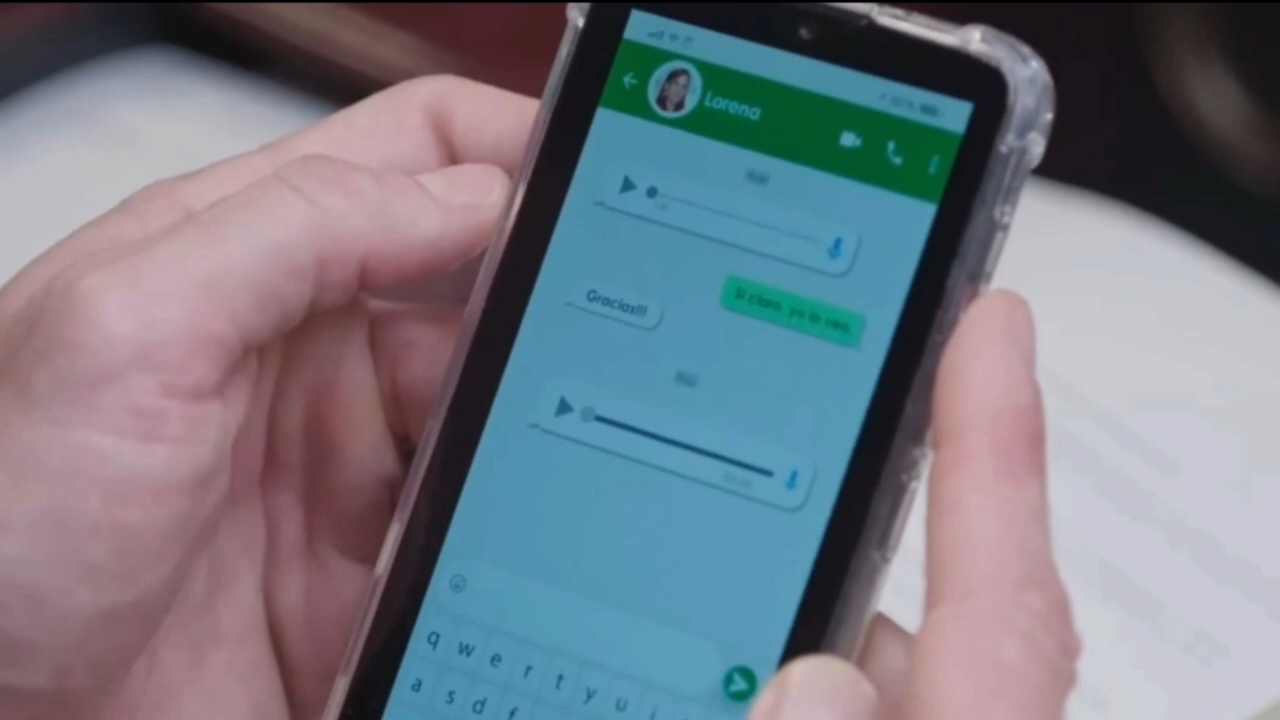 Lorena
Si claro, yo lo veo.
Gracias!!!
q w e r t y u i
a s d f